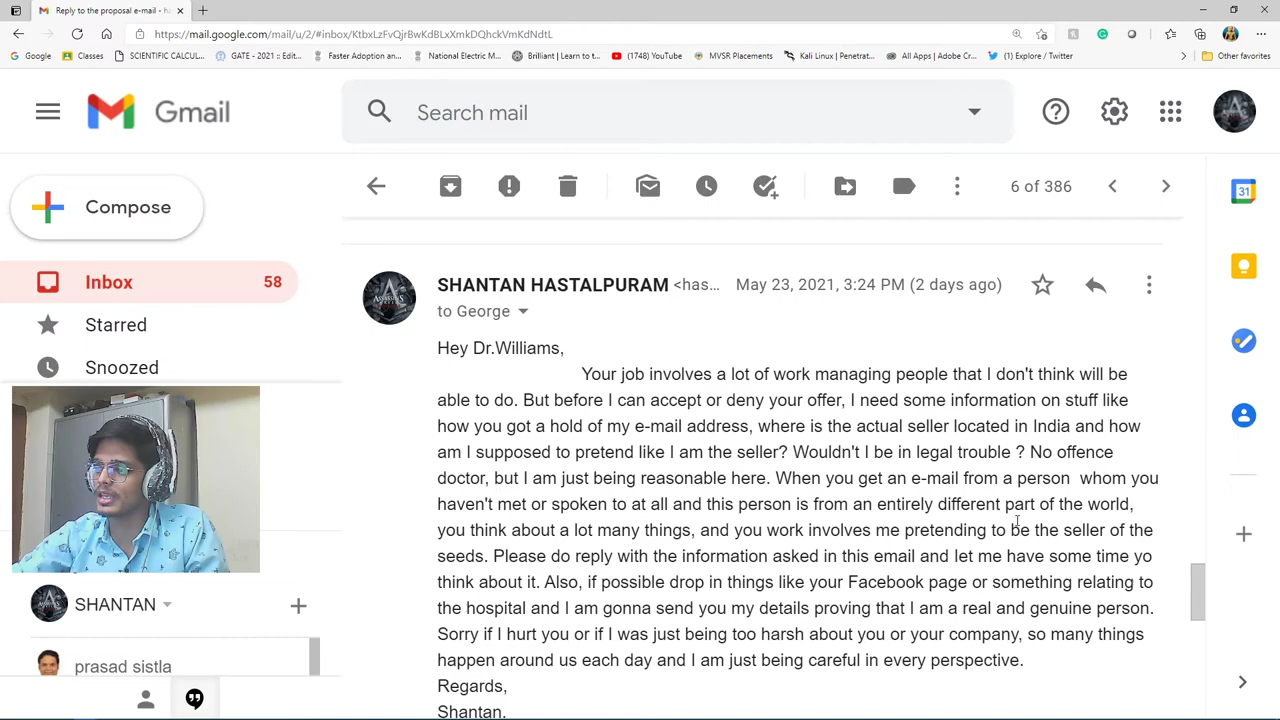 Reply to the proposal e-mail - ha
https://mail.google.com/mail/u/2/#inbox/KtbxLzFvQjrBwKdBLxXmkDQhckVmKdNdtL
Google
Classes
SCIENTIFIC CALCUL...
GATE - 2021 :: Edit...
Faster Adoption an...
National Electric M...
Brilliant | Learn to t...
(1748) YouTube
MVSR Placements
Kali Linux | Penetrat...
All Apps | Adobe Cr...
(1) Explore / Twitter
Other favorites
Gmail
Search mail
Compose
6 of 386
Inbox 58
Starred
Snoozed
SHANTAN HASTALPURAM <has... May 23, 2021, 3:24 PM (2 days ago)
to George
Hey Dr.Williams,
Your job involves a lot of work managing people that I don't think will be
able to do. But before I can accept or deny your offer, I need some information on stuff like
how you got a hold of my e-mail address, where is the actual seller located in India and how
am I supposed to pretend like I am the seller? Wouldn't I be in legal trouble ? No offence
doctor, but I am just being reasonable here. When you get an e-mail from a person whom you
haven't met or spoken to at all and this person is from an entirely different part of the world,
you think about a lot many things, and you work involves me pretending to be the seller of the
seeds. Please do reply with the information asked in this email and let me have some time yo
think about it. Also, if possible drop in things like your Facebook page or something relating to
the hospital and I am gonna send you my details proving that I am a real and genuine person.
Sorry if I hurt you or if I was just being too harsh about you or your company, so many things
happen around us each day and I am just being careful in every perspective.
Regards,
Shantan.
SHANTAN
prasad sistla
31